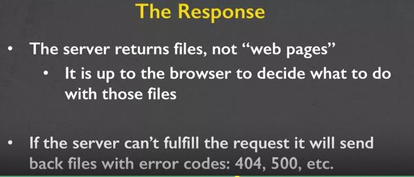 The Response
• The server returns files, not “web pages”
• It is up to the browser to decide what to do
with those files
• If the server can’t fulfill the request it will send
back files with error codes: 404, 500, etc.